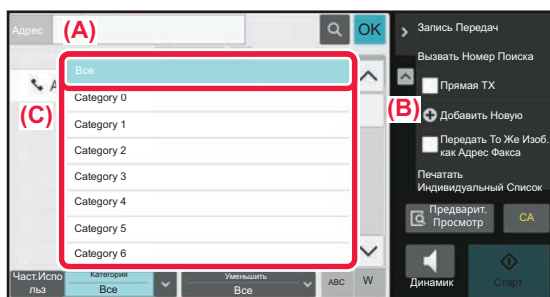 Адрес
(A)
OK
Все
(C)
A
Category 0
Category 1
Category 2
Category 3
Category 4
Category 5
Category 6
Част.Испо
льз
Категория
Все
Уменьшить
Все
ABC
W
(B)
Запись Передач
Вызвать Номер Поиска
Прямая TX
Добавить Новую
Передать То Же Изоб.
как Адрес Факса
Печатать
Индивидуальный Список
Предварит.
Просмотр
CA
Динамик
Старт